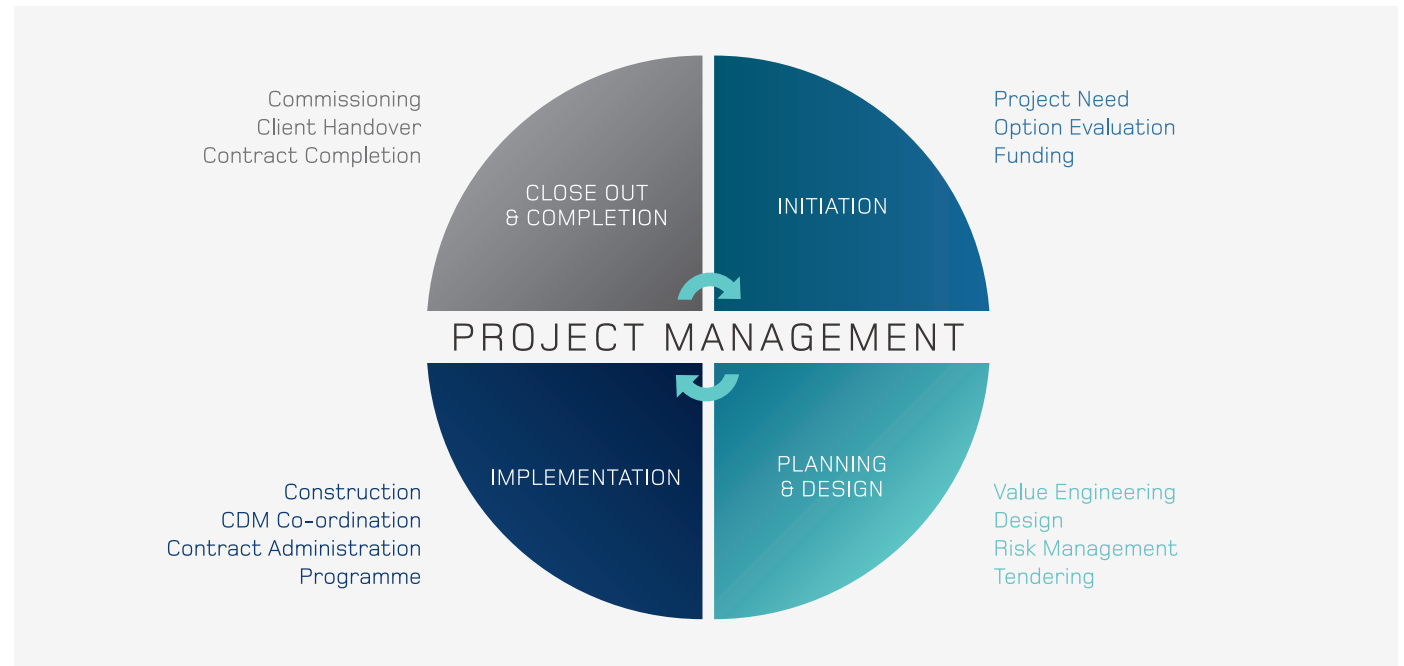 Commissioning
Client Handover
Contract Completion
CLOSE OUT
& COMPLETION
INITIATION
Project Need
Option Evaluation
Funding
PROJECT MANAGEMENT
IMPLEMENTATION
Construction
CDM Co-ordination
Contract Administration
Programme
PLANNING
& DESIGN
Value Engineering
Design
Risk Management
Tendering